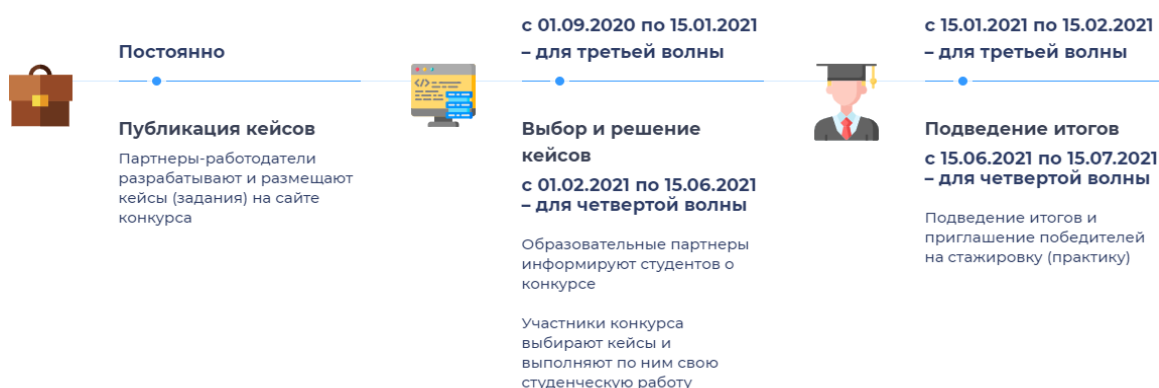 Постоянно
Публикация кейсов
Партнеры-работодатели
разрабатывают и размещают
кейсы (задания) на сайте
конкурса
с 01.09.2020 по 15.01.2021
– для третьей волны
</>
Выбор и решение
кейсов
с 01.02.2021 по 15.06.2021
– для четвертой волны
Образовательные партнеры
информируют студентов о
конкурсе
Участники конкурса
выбирают кейсы и
выполняют по ним свою
студенческую работу
с 15.01.2021 по 15.02.2021
– для третьей волны
Подведение итогов
с 15.06.2021 по 15.07.2021
– для четвертой волны
Подведение итогов и
приглашение победителей
на стажировку (практику)